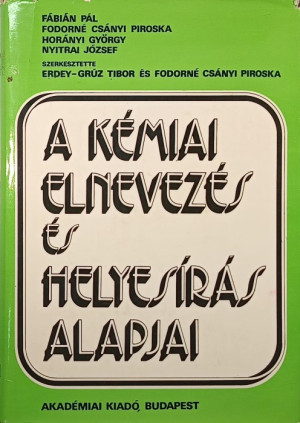 FÁBIÁN PÁL
FODORNÉ CSÁNYI PIROSKA
HORÁNYI GYÖRGY
NYITRAI JÓZSEF
SZERKESZTETTE
ERDEY-GRÚZ TIBOR ÉS FODORNÉ CSÁNYI PIROSKA
A KÉMIAI
ELNEVEZÉS
ÉS
HELYESÍRÁS
ALAPJAI
AKADÉMIAI KIADÓ, BUDAPEST